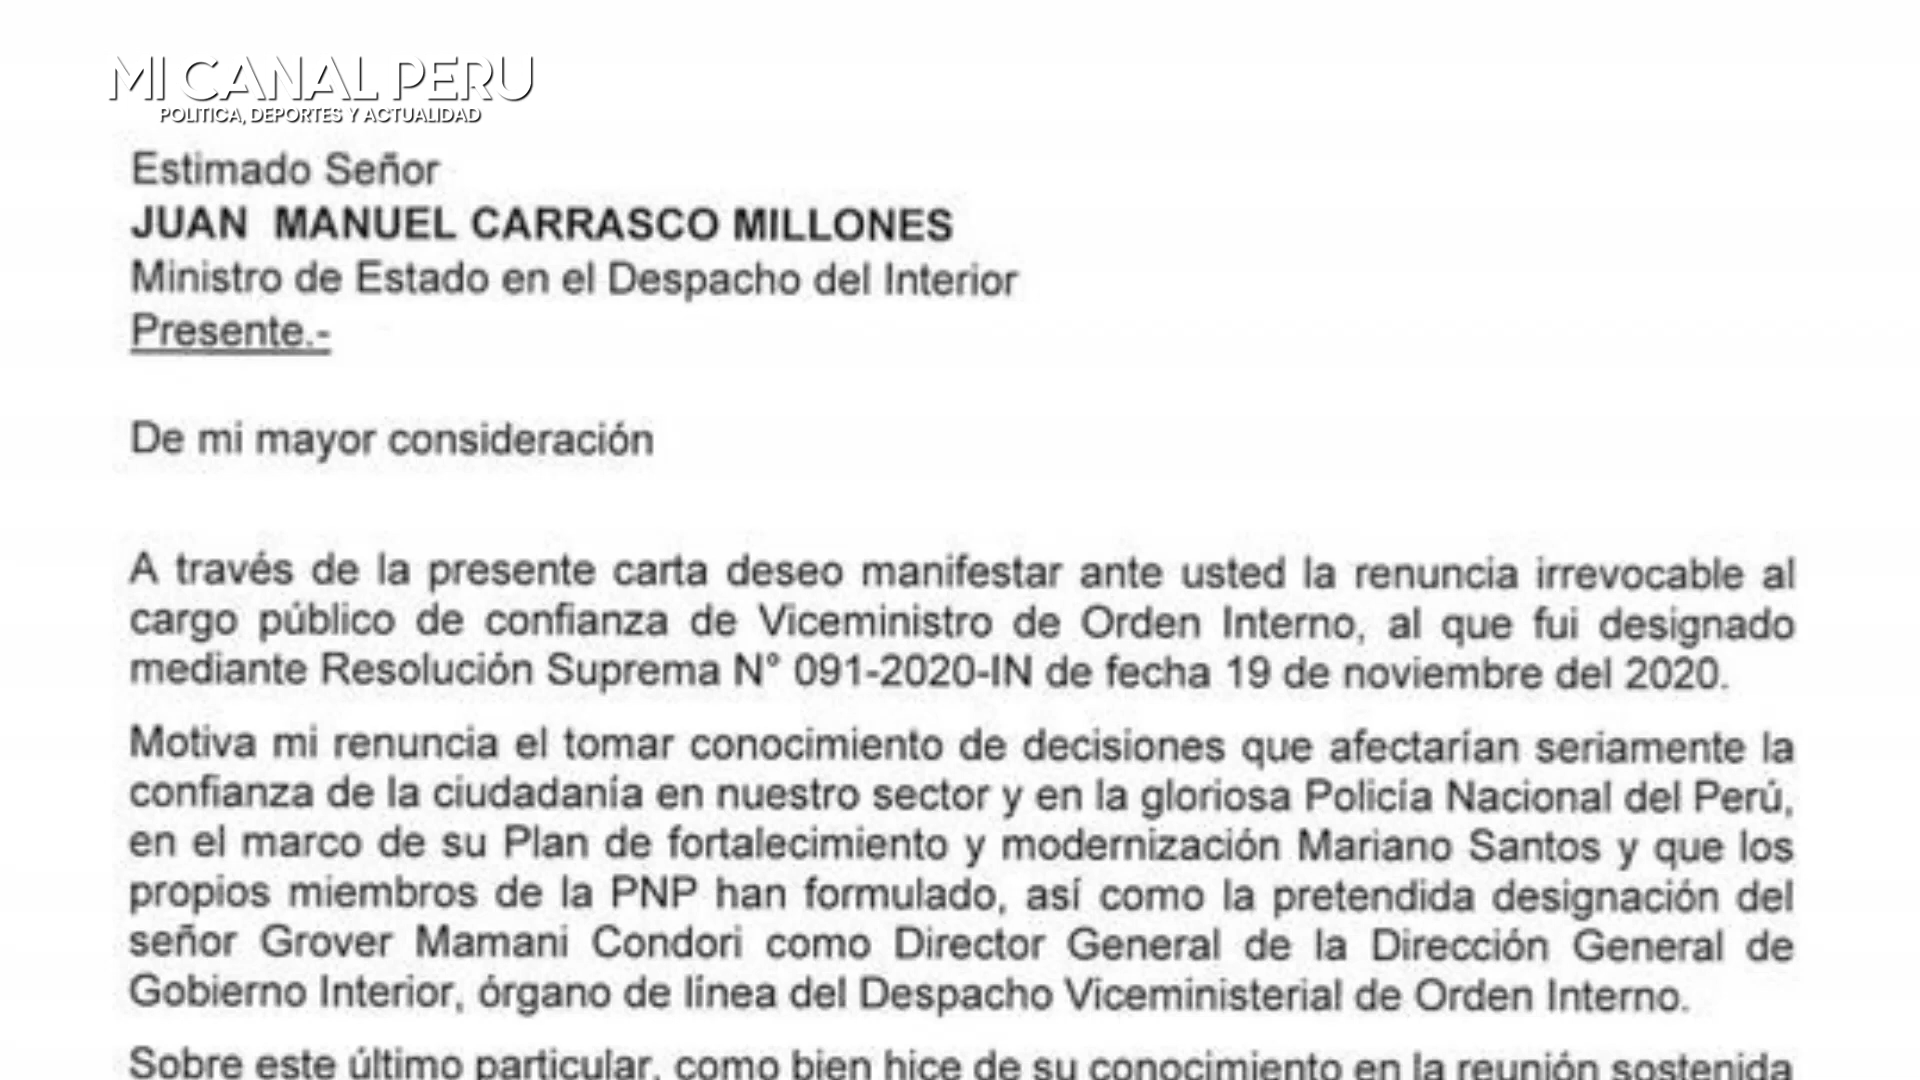 MI CANAL PERU
POLITICA, DEPORTES Y ACTUALIDAD
Estimado Señor
JUAN MANUEL CARRASCO MILLONES
Ministro de Estado en el Despacho del Interior
Presente.-
De mi mayor consideración
A través de la presente carta deseo manifestar ante usted la renuncia irrevocable al
cargo público de confianza de Viceministro de Orden Interno, al que fui designado
mediante Resolución Suprema N° 091-2020-IN de fecha 19 de noviembre del 2020.
Motiva mi renuncia el tomar conocimiento de decisiones que afectarían seriamente la
confianza de la ciudadanía en nuestro sector y en la gloriosa Policía Nacional del Perú,
en el marco de su Plan de fortalecimiento y modernización Mariano Santos y que los
propios miembros de la PNP han formulado, así como la pretendida designación del
señor Grover Mamani Condori como Director General de la Dirección General de
Gobierno Interior, órgano de línea del Despacho Viceministerial de Orden Interno.
Sobre este último particular, como bien hice de su conocimiento en la reunión sostenida